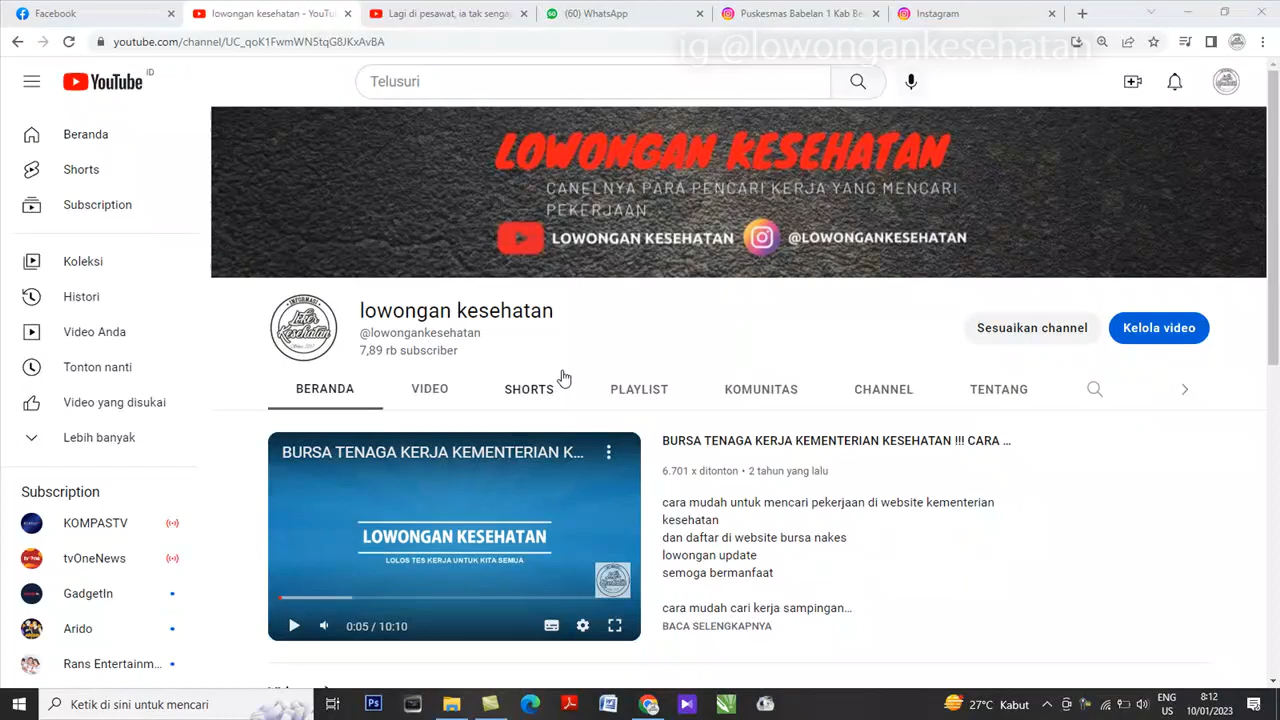 Facebook
lowongan kesehatan - YouTu
Lagi di pesawat, ia tak sengaj
(60) WhatsApp
Puskesmas Babelan 1 Kab Be
Instagram
youtube.com/channel/UC_qoK1FwmWNStqG8JKxAvBA
ig @lowongankesehatan
YouTube ID
Telusuri
Beranda
Shorts
Subscription
Koleksi
Histori
Video Anda
Tonton nanti
Video yang disukai
Lebih banyak
Subscription
KOMPASTV
tvOneNews
GadgetIn
Arido
Rans Entertainm...
LOWONGAN KESEHATAN
CANELNYA PARA PENCARI KERJA YANG MENCARI
PEKERJAAN
LOWONGAN KESEHATAN @LOWONGANKESEHATAN
lowongan kesehatan
@lowongankesehatan
7,89 rb subscriber
Sesuaikan channel
Kelola video
BERANDA
VIDEO
SHORTS
PLAYLIST
KOMUNITAS
CHANNEL
TENTANG
BURSA TENAGA KERJA KEMENTERIAN K...
LOWONGAN KESEHATAN
LOLOS TES KERJA UNTUK KITA SEMUA
0:05 / 10:10
BURSA TENAGA KERJA KEMENTERIAN KESEHATAN !!! CARA ...
6.701 x ditonton • 2 tahun yang lalu
cara mudah untuk mencari pekerjaan di website kementerian
kesehatan
dan daftar di website bursa nakes
lowongan update
semoga bermanfaat
cara mudah cari kerja sampingan...
BACA SELENGKAPNYA
Ketik di sini untuk mencari
27°C Kabut
ENG
US
8:12
10/01/2023